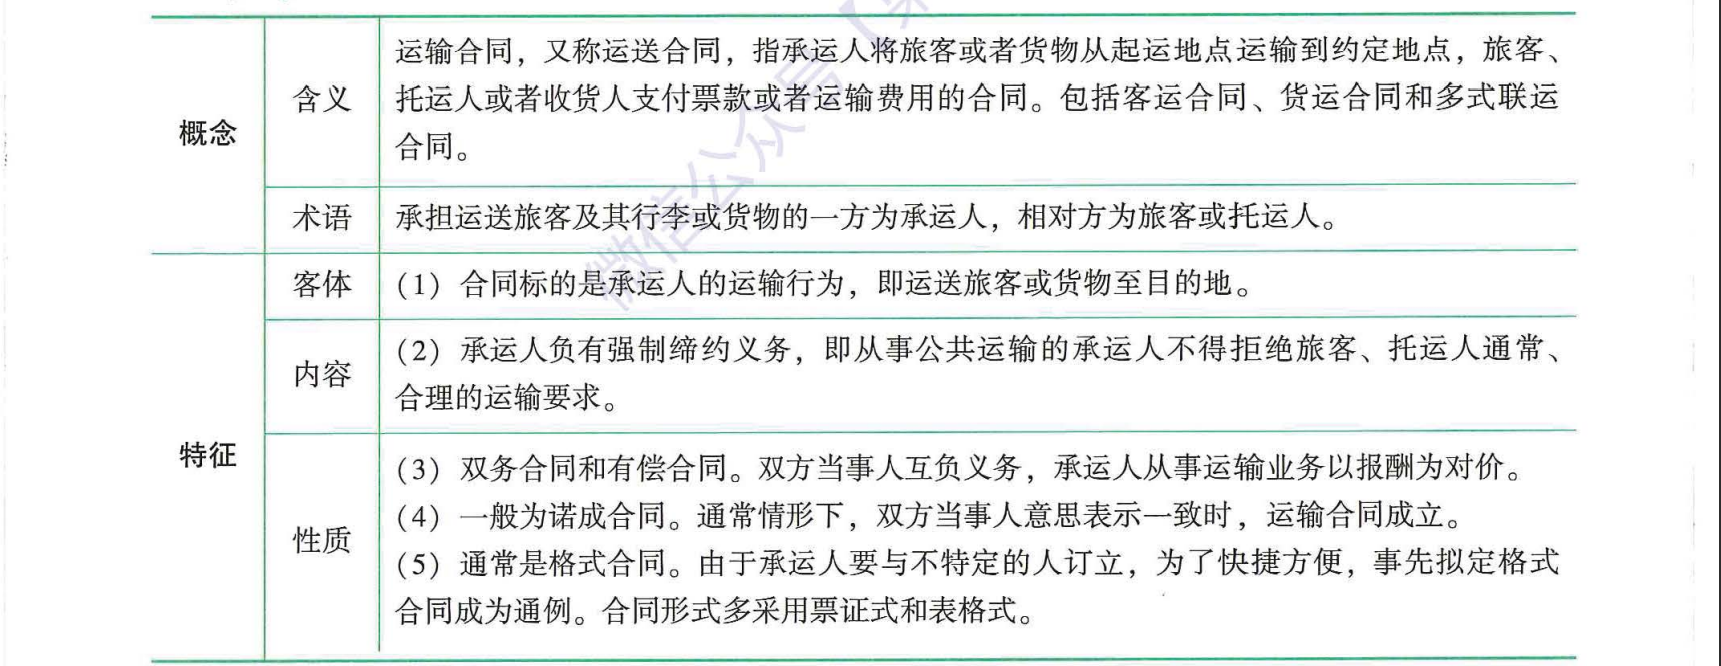 概念
含义
运输合同，又称运送合同，指承运人将旅客或者货物从起运地点运输到约定地点，旅客、
托运人或者收货人支付票款或者运输费用的合同。包括客运合同、货运合同和多式联运
合同。
术语
承担运送旅客及其行李或货物的一方为承运人，相对方为旅客或托运人。
特征
客体
（1）合同标的是承运人的运输行为，即运送旅客或货物至目的地。
内容
（2）承运人负有强制缔约义务，即从事公共运输的承运人不得拒绝旅客、托运人通常、
合理的运输要求。
性质
（3）双务合同和有偿合同。双方当事人互负义务，承运人从事运输业务以报酬为对价。
（4）一般为诺成合同。通常情形下，双方当事人意思表示一致时，运输合同成立。
（5）通常是格式合同。由于承运人要与不特定的人订立，为了快捷方便，事先拟定格式
合同成为通例。合同形式多采用票证式和表格式。
微信公众号【